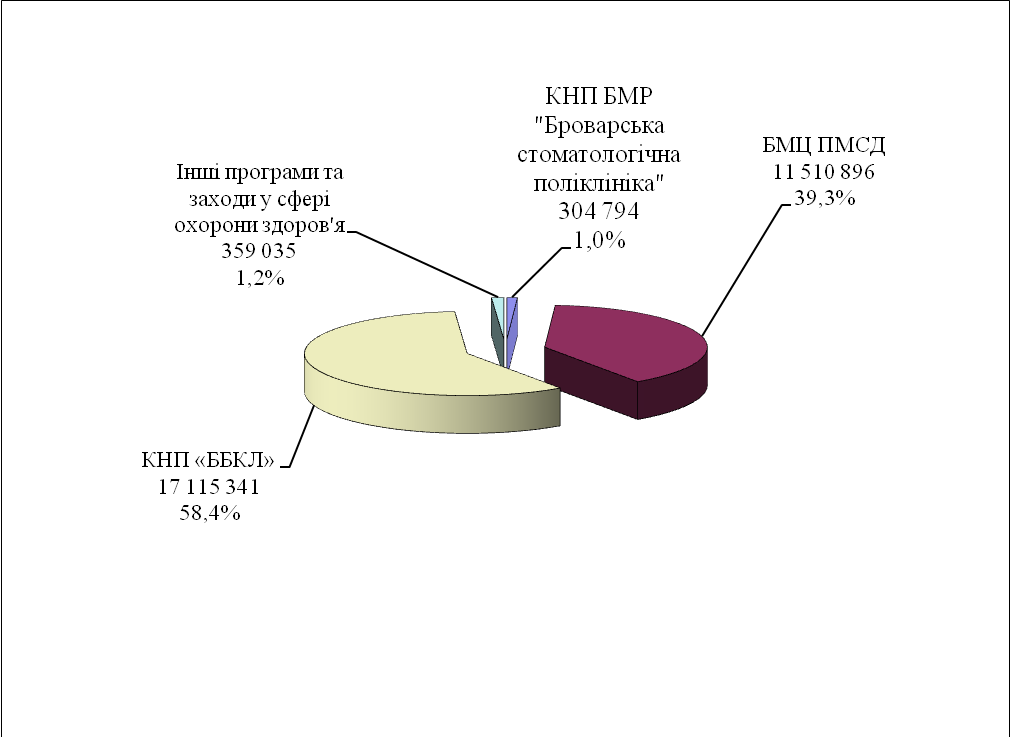 КНП БМР
"Броварська
стоматологічна
поліклініка"
304 794
1,0%
БМЦ ПМСД
11 510 896
39,3%
Інші програми та
заходи у сфері
охорони здоров'я
359 035
1,2%
КНП «ББКЛ»
17 115 341
58,4%